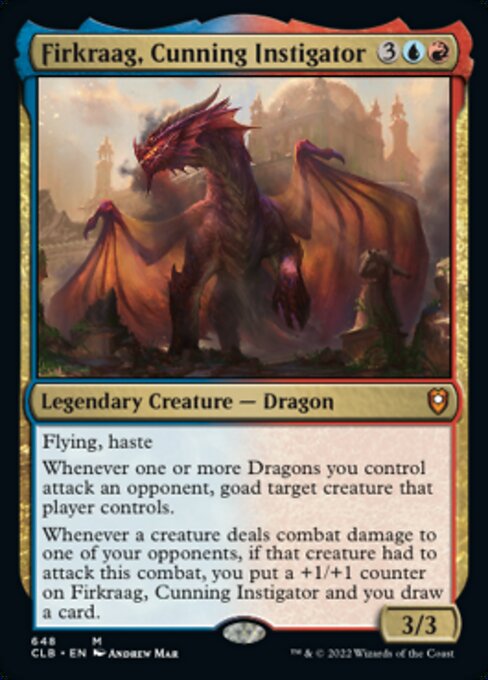 Firkraag, Cunning Instigator 3
Legendary Creature — Dragon
Flying, haste
Whenever one or more Dragons you control
attack an opponent, goad target creature that
player controls.
Whenever a creature deals combat damage to
one of your opponents, if that creature had to
attack this combat, you put a +1/+1 counter
on Firkraag, Cunning Instigator and you draw
a card.
3/3
648 M
CLB • EN Andrew Mar
™ & © 2022 Wizards of the Coast